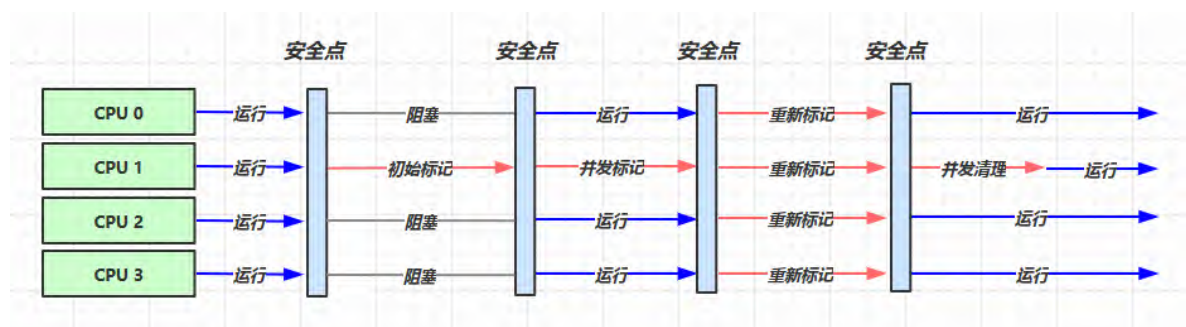 安全点 安全点 安全点 安全点
CPU 0 运行 阻塞 运行 重新标记 运行
CPU 1 运行 初始标记 并发标记 重新标记 并发清理 运行
CPU 2 运行 阻塞 运行 重新标记 运行
CPU 3 运行 阻塞 运行 重新标记 运行